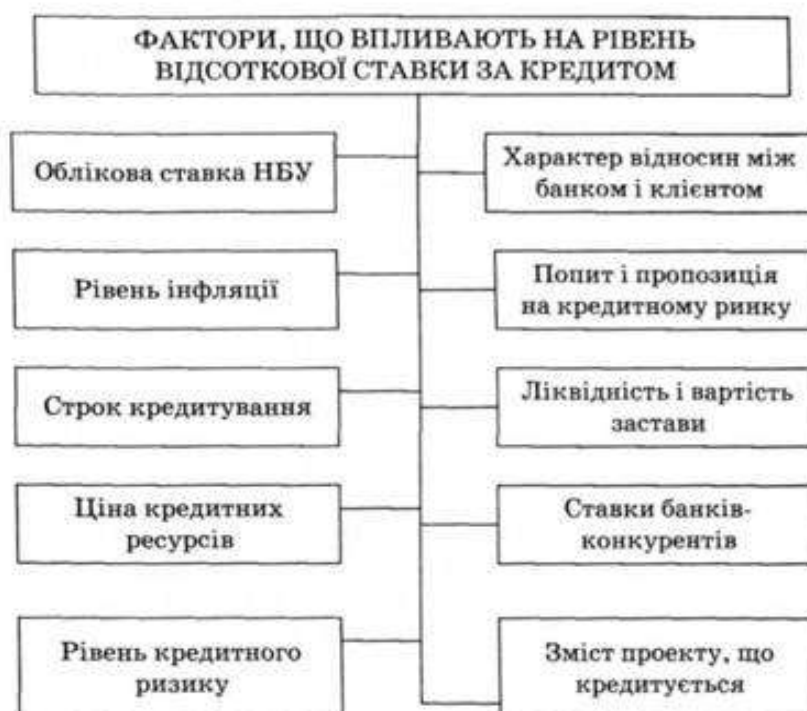 ФАКТОРИ, ЩО ВПЛИВАЮТЬ НА РІВЕНЬ
ВІДСОТКОВОЇ СТАВКИ ЗА КРЕДИТОМ
Облікова ставка НБУ
Характер відносин між
банком і клієнтом
Рівень інфляції
Попит і пропозиція
на кредитному ринку
Строк кредитування
Ліквідність і вартість
застави
Ціна кредитних
ресурсів
Ставки банків-
конкурентів
Рівень кредитного
ризику
Зміст проекту, що
кредитується